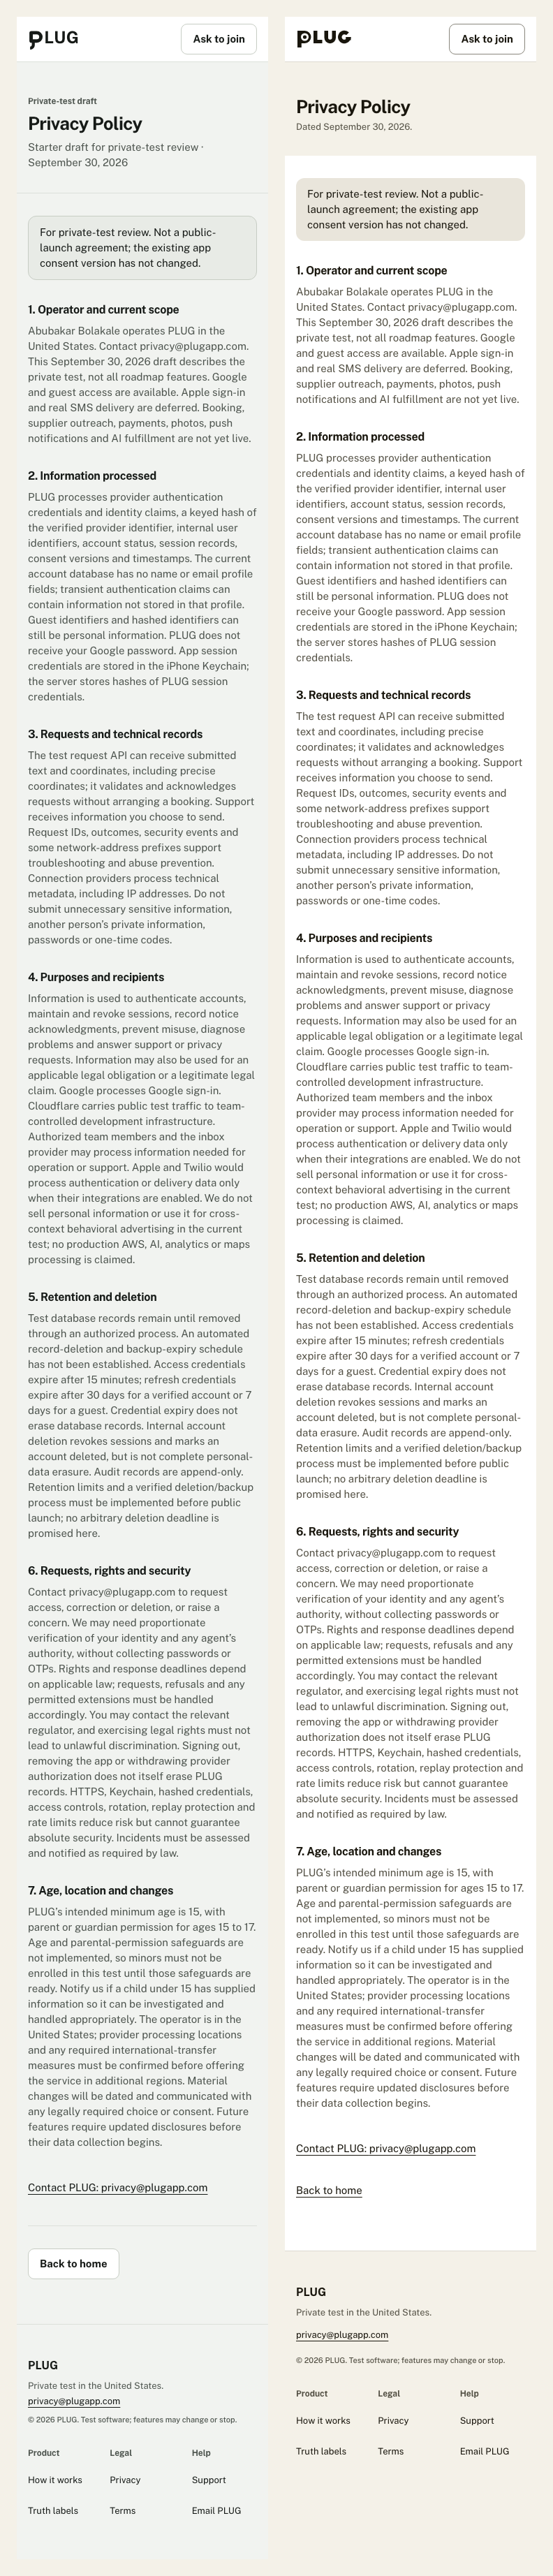 PLUG
Ask to join
Private-test draft
Privacy Policy
Starter draft for private-test review ·
September 30, 2026
For private-test review. Not a public-
launch agreement; the existing app
consent version has not changed.
1. Operator and current scope
Abubakar Bolakale operates PLUG in the
United States. Contact privacy@plugapp.com.
This September 30, 2026 draft describes the
private test, not all roadmap features. Google
and guest access are available. Apple sign-in
and real SMS delivery are deferred. Booking,
supplier outreach, payments, photos, push
notifications and AI fulfillment are not yet live.
2. Information processed
PLUG processes provider authentication
credentials and identity claims, a keyed hash of
the verified provider identifier, internal user
identifiers, account status, session records,
consent versions and timestamps. The current
account database has no name or email profile
fields; transient authentication claims can
contain information not stored in that profile.
Guest identifiers and hashed identifiers can
still be personal information. PLUG does not
receive your Google password. App session
credentials are stored in the iPhone Keychain;
the server stores hashes of PLUG session
credentials.
3. Requests and technical records
The test request API can receive submitted
text and coordinates, including precise
coordinates; it validates and acknowledges
requests without arranging a booking. Support
receives information you choose to send.
Request IDs, outcomes, security events and
some network-address prefixes support
troubleshooting and abuse prevention.
Connection providers process technical
metadata, including IP addresses. Do not
submit unnecessary sensitive information,
another person's private information,
passwords or one-time codes.
4. Purposes and recipients
Information is used to authenticate accounts,
maintain and revoke sessions, record notice
acknowledgments, prevent misuse, diagnose
problems and answer support or privacy
requests. Information may also be used for an
applicable legal obligation or a legitimate legal
claim. Google processes Google sign-in.
Cloudflare carries public test traffic to team-
controlled development infrastructure.
Authorized team members and the inbox
provider may process information needed for
operation or support. Apple and Twilio would
process authentication or delivery data only
when their integrations are enabled. We do not
sell personal information or use it for cross-
context behavioral advertising in the current
test; no production AWS, AI, analytics or maps
processing is claimed.
5. Retention and deletion
Test database records remain until removed
through an authorized process. An automated
record-deletion and backup-expiry schedule
has not been established. Access credentials
expire after 15 minutes; refresh credentials
expire after 30 days for a verified account or 7
days for a guest. Credential expiry does not
erase database records. Internal account
deletion revokes sessions and marks an
account deleted, but is not complete personal-
data erasure. Audit records are append-only.
Retention limits and a verified deletion/backup
process must be implemented before public
launch; no arbitrary deletion deadline is
promised here.
6. Requests, rights and security
Contact privacy@plugapp.com to request
access, correction or deletion, or raise a
concern. We may need proportionate
verification of your identity and any agent's
authority, without collecting passwords or
OTPs. Rights and response deadlines depend
on applicable law; requests, refusals and any
permitted extensions must be handled
accordingly. You may contact the relevant
regulator, and exercising legal rights must not
lead to unlawful discrimination. Signing out,
removing the app or withdrawing provider
authorization does not itself erase PLUG
records. HTTPS, Keychain, hashed credentials,
access controls, rotation, replay protection and
rate limits reduce risk but cannot guarantee
absolute security. Incidents must be assessed
and notified as required by law.
7. Age, location and changes
PLUG's intended minimum age is 15, with
parent or guardian permission for ages 15 to 17.
Age and parental-permission safeguards are
not implemented, so minors must not be
enrolled in this test until those safeguards are
ready. Notify us if a child under 15 has supplied
information so it can be investigated and
handled appropriately. The operator is in the
United States; provider processing locations
and any required international-transfer
measures must be confirmed before offering
the service in additional regions. Material
changes will be dated and communicated with
any legally required choice or consent. Future
features require updated disclosures before
their data collection begins.
Contact PLUG: privacy@plugapp.com
Back to home
PLUG
Private test in the United States.
privacy@plugapp.com
© 2026 PLUG. Test software; features may change or stop.
Product Legal Help
How it works Privacy Support
Truth labels Terms Email PLUG
PLUG
Ask to join
Privacy Policy
Dated September 30, 2026.
For private-test review. Not a public-
launch agreement; the existing app
consent version has not changed.
1. Operator and current scope
Abubakar Bolakale operates PLUG in the
United States. Contact privacy@plugapp.com.
This September 30, 2026 draft describes the
private test, not all roadmap features. Google
and guest access are available. Apple sign-in
and real SMS delivery are deferred. Booking,
supplier outreach, payments, photos, push
notifications and AI fulfillment are not yet live.
2. Information processed
PLUG processes provider authentication
credentials and identity claims, a keyed hash of
the verified provider identifier, internal user
identifiers, account status, session records,
consent versions and timestamps. The current
account database has no name or email profile
fields; transient authentication claims can
contain information not stored in that profile.
Guest identifiers and hashed identifiers can
still be personal information. PLUG does not
receive your Google password. App session
credentials are stored in the iPhone Keychain;
the server stores hashes of PLUG session
credentials.
3. Requests and technical records
The test request API can receive submitted
text and coordinates, including precise
coordinates; it validates and acknowledges
requests without arranging a booking. Support
receives information you choose to send.
Request IDs, outcomes, security events and
some network-address prefixes support
troubleshooting and abuse prevention.
Connection providers process technical
metadata, including IP addresses. Do not
submit unnecessary sensitive information,
another person's private information,
passwords or one-time codes.
4. Purposes and recipients
Information is used to authenticate accounts,
maintain and revoke sessions, record notice
acknowledgments, prevent misuse, diagnose
problems and answer support or privacy
requests. Information may also be used for an
applicable legal obligation or a legitimate legal
claim. Google processes Google sign-in.
Cloudflare carries public test traffic to team-
controlled development infrastructure.
Authorized team members and the inbox
provider may process information needed for
operation or support. Apple and Twilio would
process authentication or delivery data only
when their integrations are enabled. We do not
sell personal information or use it for cross-
context behavioral advertising in the current
test; no production AWS, AI, analytics or maps
processing is claimed.
5. Retention and deletion
Test database records remain until removed
through an authorized process. An automated
record-deletion and backup-expiry schedule
has not been established. Access credentials
expire after 15 minutes; refresh credentials
expire after 30 days for a verified account or 7
days for a guest. Credential expiry does not
erase database records. Internal account
deletion revokes sessions and marks an
account deleted, but is not complete personal-
data erasure. Audit records are append-only.
Retention limits and a verified deletion/backup
process must be implemented before public
launch; no arbitrary deletion deadline is
promised here.
6. Requests, rights and security
Contact privacy@plugapp.com to request
access, correction or deletion, or raise a
concern. We may need proportionate
verification of your identity and any agent's
authority, without collecting passwords or
OTPs. Rights and response deadlines depend
on applicable law; requests, refusals and any
permitted extensions must be handled
accordingly. You may contact the relevant
regulator, and exercising legal rights must not
lead to unlawful discrimination. Signing out,
removing the app or withdrawing provider
authorization does not itself erase PLUG
records. HTTPS, Keychain, hashed credentials,
access controls, rotation, replay protection and
rate limits reduce risk but cannot guarantee
absolute security. Incidents must be assessed
and notified as required by law.
7. Age, location and changes
PLUG's intended minimum age is 15, with
parent or guardian permission for ages 15 to 17.
Age and parental-permission safeguards are
not implemented, so minors must not be
enrolled in this test until those safeguards are
ready. Notify us if a child under 15 has supplied
information so it can be investigated and
handled appropriately. The operator is in the
United States; provider processing locations
and any required international-transfer
measures must be confirmed before offering
the service in additional regions. Material
changes will be dated and communicated with
any legally required choice or consent. Future
features require updated disclosures before
their data collection begins.
Contact PLUG: privacy@plugapp.com
Back to home
PLUG
Private test in the United States.
privacy@plugapp.com
© 2026 PLUG. Test software; features may change or stop.
Product Legal Help
How it works Privacy Support
Truth labels Terms Email PLUG